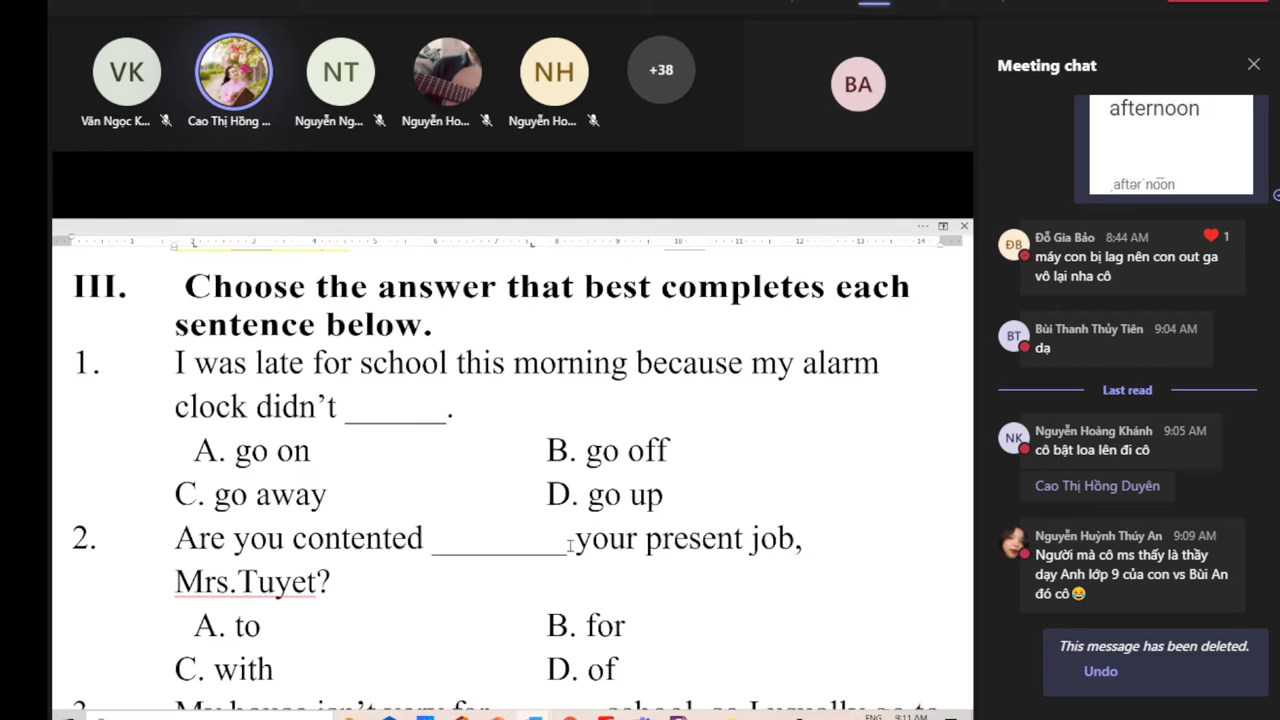 VK
NT
NH
+38
BA
Văn Ngọc K...
Cao Thị Hồng ...
Nguyễn Ng...
Nguyễn Ho...
Nguyễn Ho...
III. Choose the answer that best completes each
sentence below.
1. I was late for school this morning because my alarm
clock didn’t _______.
A. go on B. go off
C. go away D. go up
2. Are you contented _________ your present job,
Mrs.Tuyet?
A. to B. for
C. with D. of
ENG 9:11 AM
Meeting chat
afternoon
ˌaftərˈno͞on
ĐB
Đỗ Gia Bảo 8:44 AM 1
máy con bị lag nên con out ga
vô lại nha cô
BT
Bùi Thanh Thủy Tiên 9:04 AM
dạ
Last read
NK
Nguyễn Hoàng Khánh 9:05 AM
cô bật loa lên đi cô
Cao Thị Hồng Duyên
Nguyễn Huỳnh Thúy An 9:09 AM
Người mà cô ms thấy là thầy
dạy Anh lớp 9 của con vs Bùi An
đó cô😂
This message has been deleted.
Undo